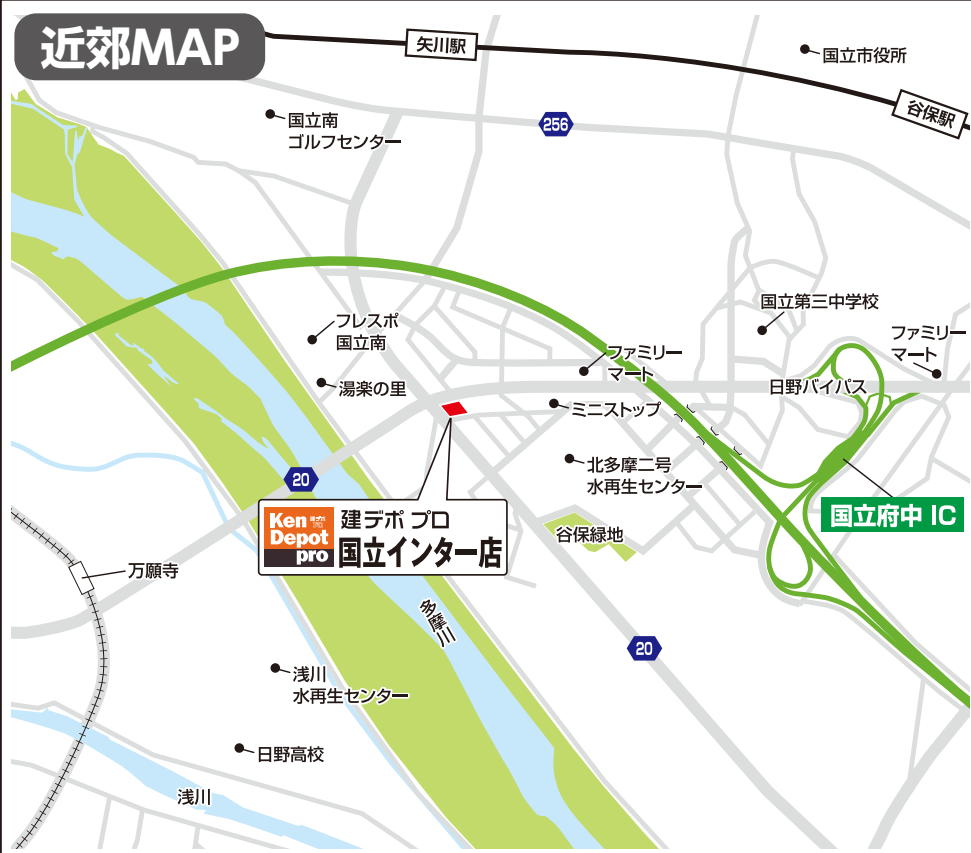 近郊MAP
矢川駅
国立市役所
谷保駅
国立南
ゴルフセンター
256
国立第三中学校
フレスポ
国立南
ファミリー
マート
ファミリー
マート
湯楽の里
日野バイパス
ミニストップ
北多摩二号
水再生センター
20
国立府中 IC
Ken
Depot
pro
建デポ プロ
国立インター店
谷保緑地
万願寺
多摩川
20
浅川
水再生センター
日野高校
浅川